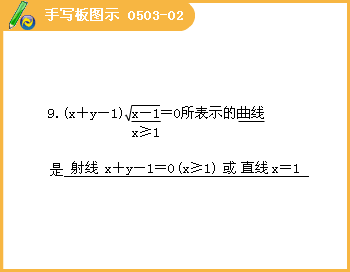 手写板图示 0503-02
9.(x+y-1)√x-1=0所表示的曲线
x≥1
是 射线 x+y-1=0(x≥1) 或 直线x=1